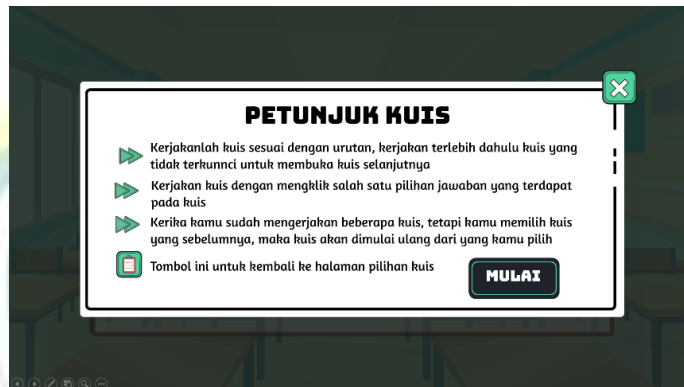 PETUNJUK KUIS
Kerjakanlah kuis sesuai dengan urutan, kerjakan terlebih dahulu kuis yang
tidak terkunnci untuk membuka kuis selanjutnya
Kerjakan kuis dengan mengklik salah satu pilihan jawaban yang terdapat
pada kuis
Kerika kamu sudah mengerjakan beberapa kuis, tetapi kamu memilih kuis
yang sebelumnya, maka kuis akan dimulai ulang dari yang kamu pilih
Tombol ini untuk kembali ke halaman pilihan kuis
MULAI